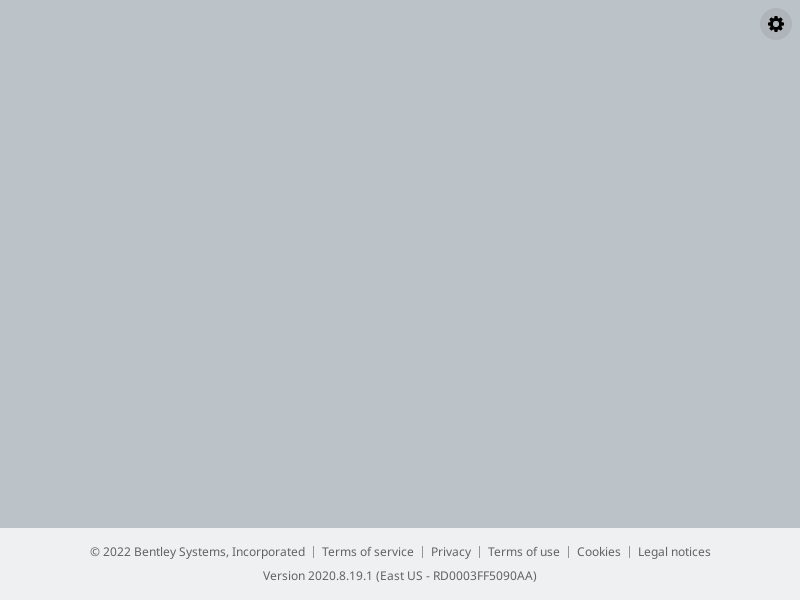 © 2022 Bentley Systems, Incorporated | Terms of service | Privacy | Terms of use | Cookies | Legal notices
Version 2020.8.19.1 (East US - RD0003FF5090AA)